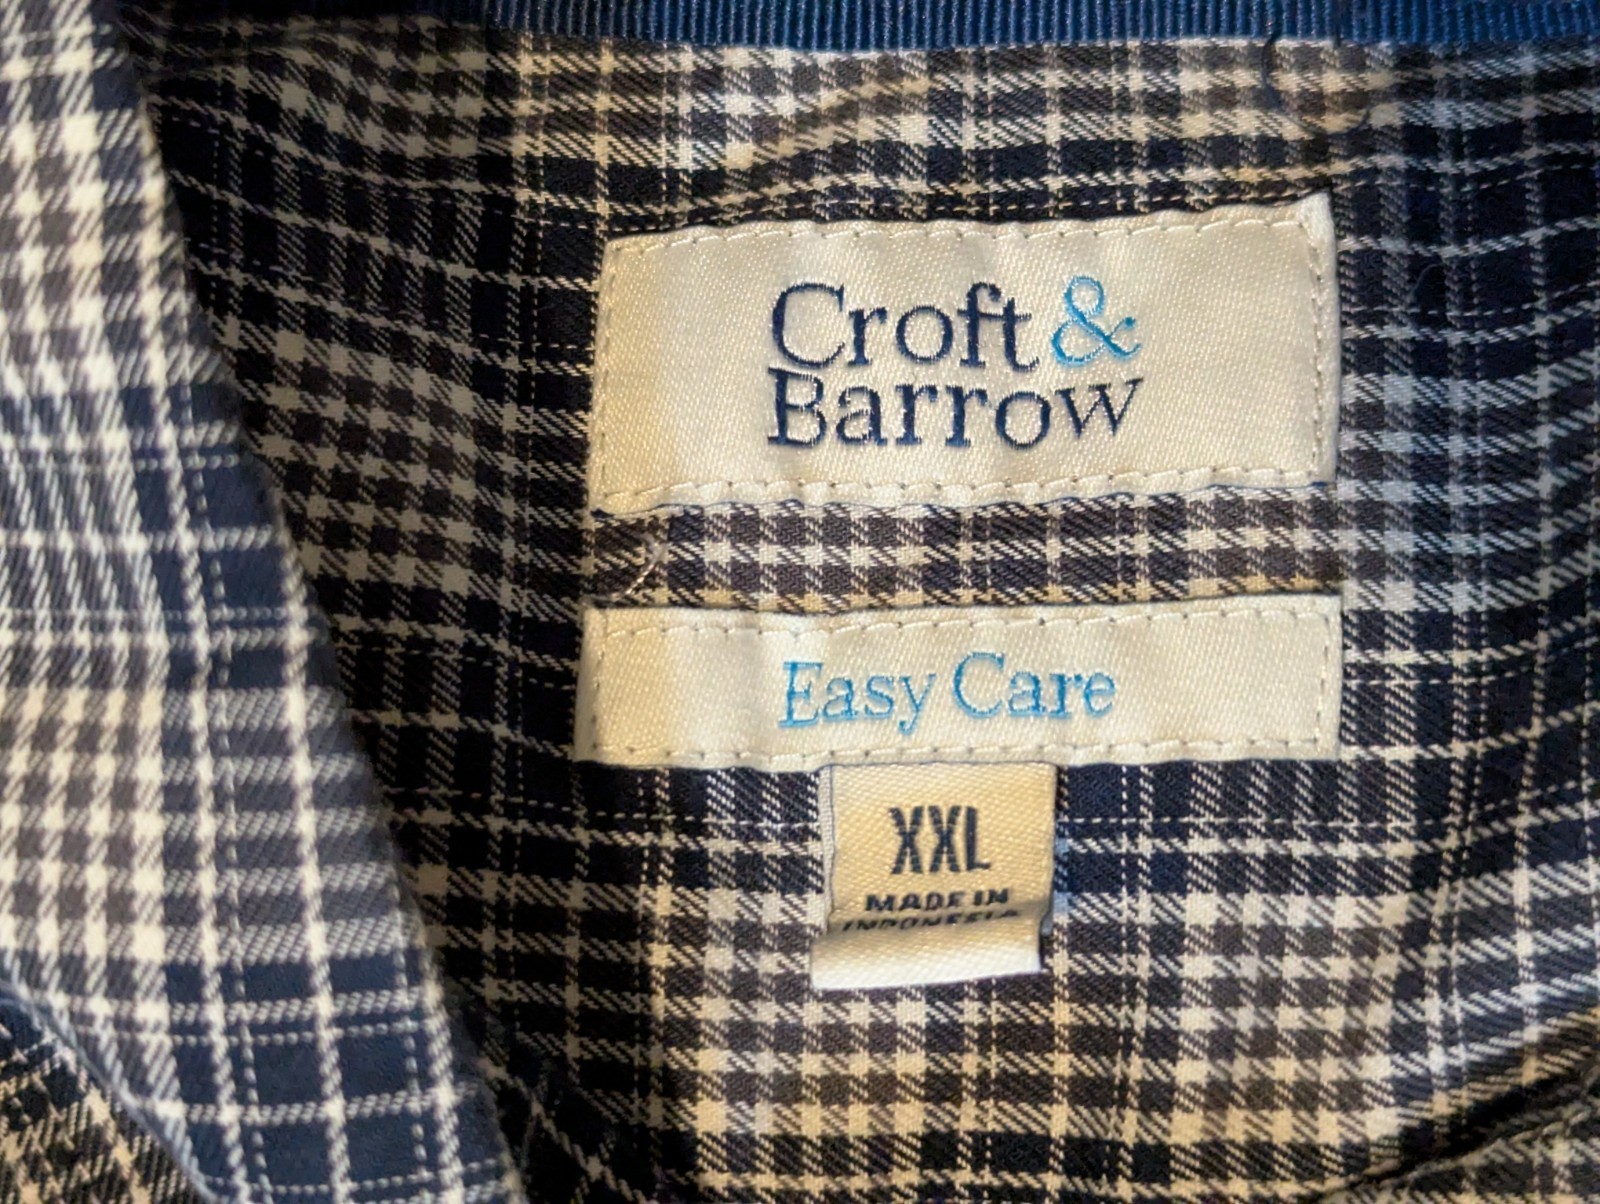 Croft &
Barrow
Easy Care
XXL
MADE IN
INDONESIA